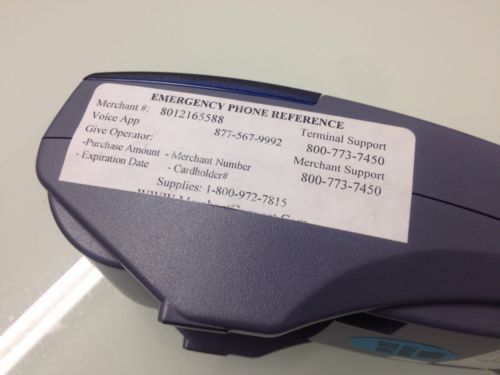 EMERGENCY PHONE REFERENCE
Merchant #: 8012165588 Terminal Support
Voice App 877-567-9992 800-773-7450
Give Operator: Merchant Support
-Purchase Amount - Merchant Number 800-773-7450
- Expiration Date - Cardholder#
Supplies: 1-800-972-7815